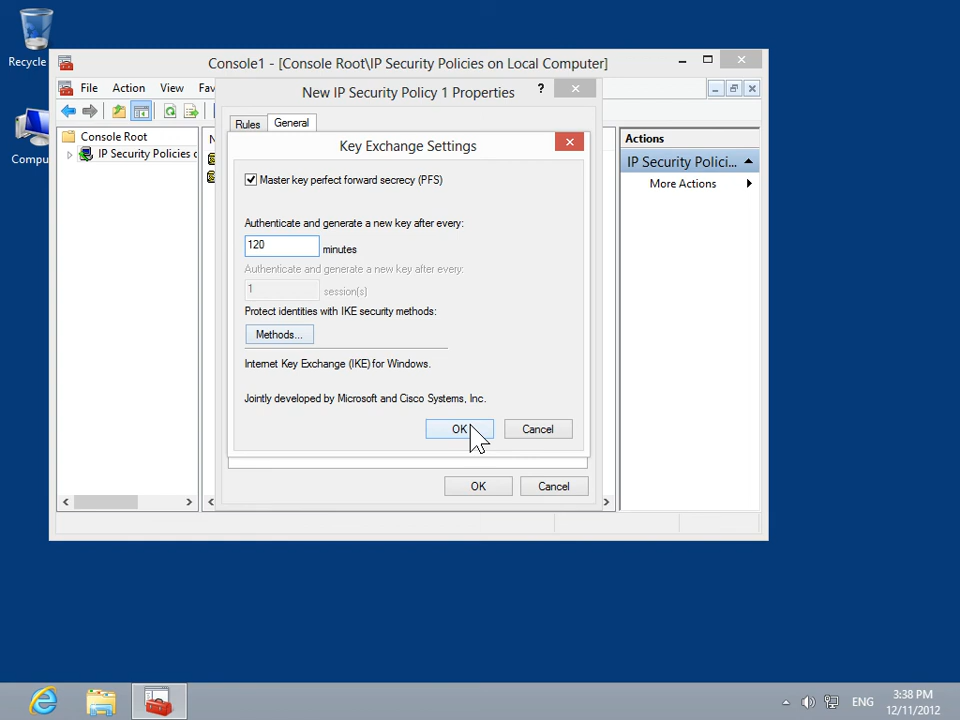 Recycle
Compu
Console1 - [Console Root\IP Security Policies on Local Computer]
File Action View Fav
New IP Security Policy 1 Properties
?
Console Root
IP Security Policies o
Rules General
Key Exchange Settings
Master key perfect forward secrecy (PFS)
Authenticate and generate a new key after every:
120 minutes
Authenticate and generate a new key after every:
1 session(s)
Protect identities with IKE security methods:
Methods...
Internet Key Exchange (IKE) for Windows.
Jointly developed by Microsoft and Cisco Systems, Inc.
OK Cancel
OK Cancel
Actions
IP Security Polici...
More Actions
ENG
3:38 PM
12/11/2012